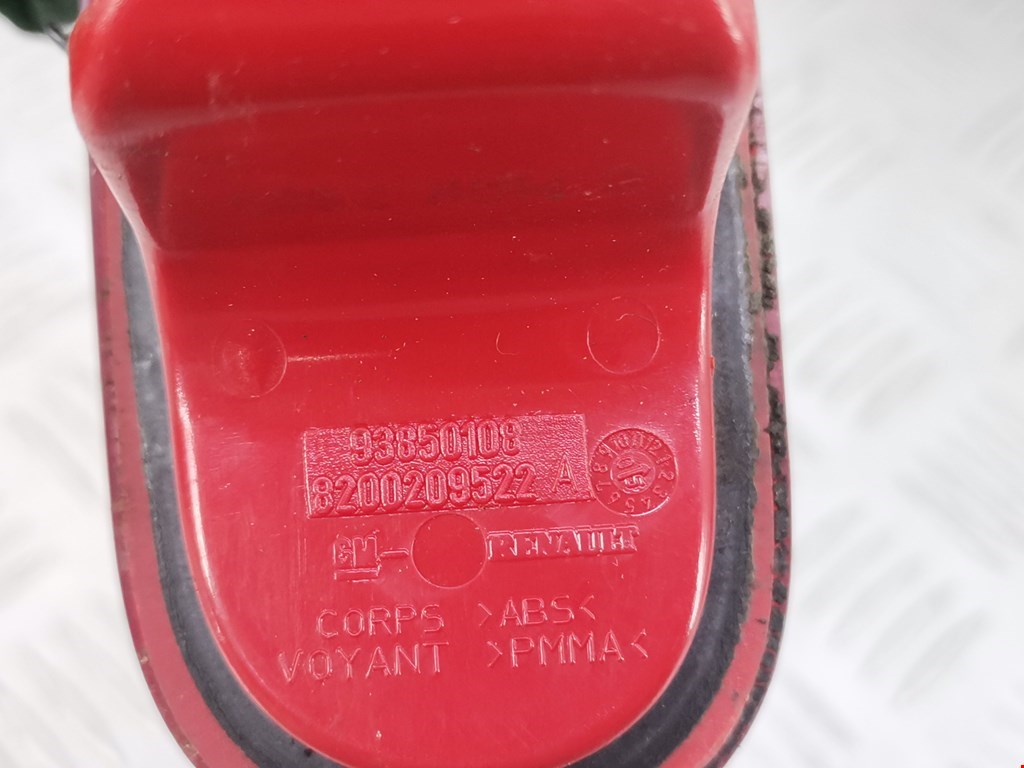 93850108
8200209522 A
GM- RENAULT
CORPS >ABS<
VOYANT >PMMA<